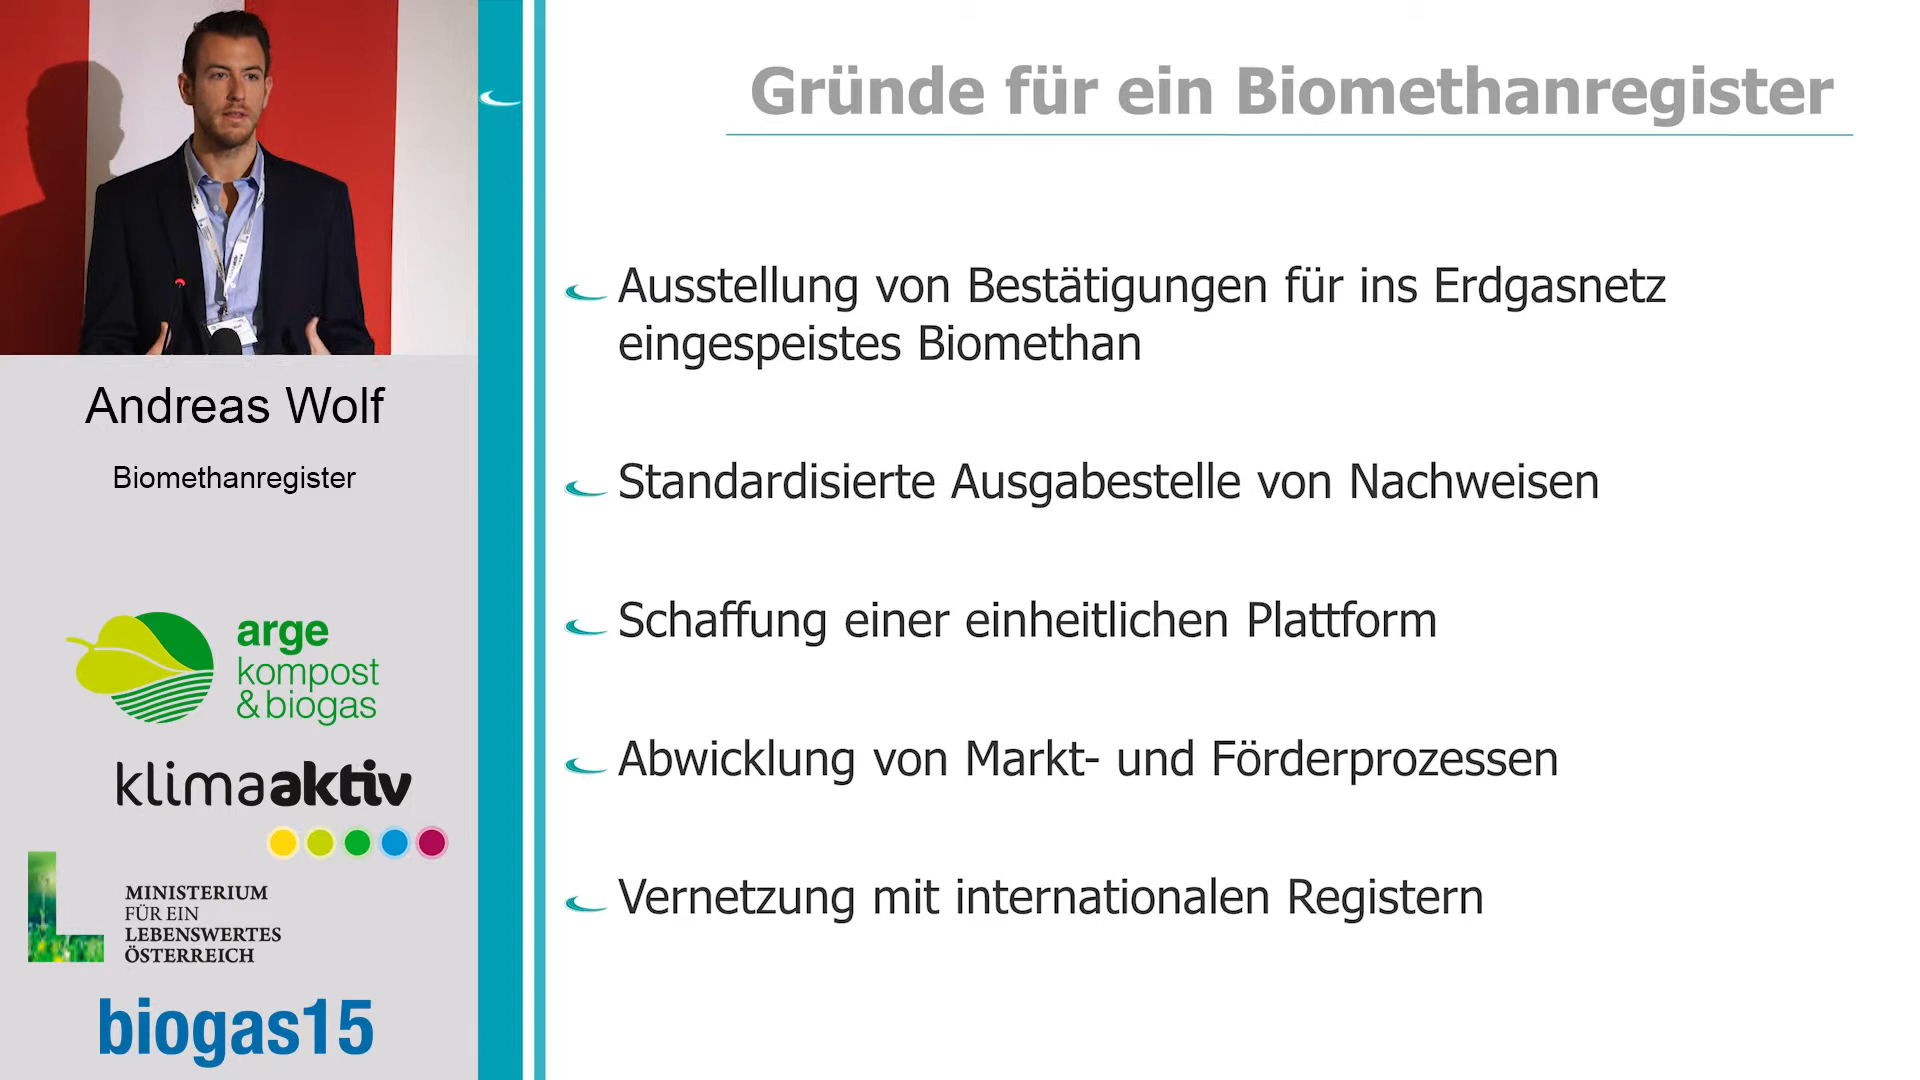 Gründe für ein Biomethanregister
Ausstellung von Bestätigungen für ins Erdgasnetz
eingespeistes Biomethan
Standardisierte Ausgabestelle von Nachweisen
Schaffung einer einheitlichen Plattform
Abwicklung von Markt- und Förderprozessen
Vernetzung mit internationalen Registern
Andreas Wolf
Biomethanregister
arge
kompost
& biogas
klimaaktiv
MINISTERIUM
FÜR EIN
LEBENSWERTES
ÖSTERREICH
biogas15